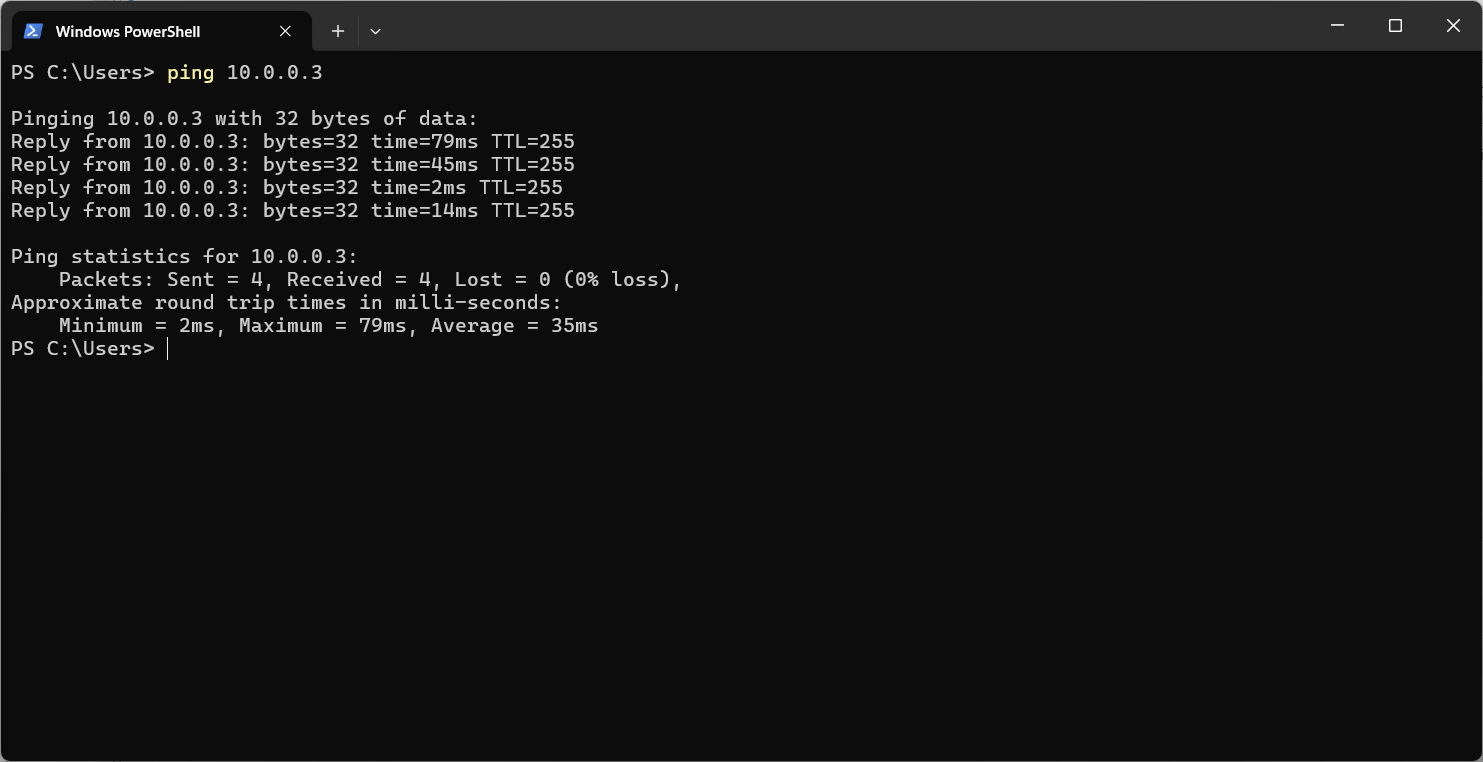 Windows PowerShell
PS C:\Users> ping 10.0.0.3
Pinging 10.0.0.3 with 32 bytes of data:
Reply from 10.0.0.3: bytes=32 time=79ms TTL=255
Reply from 10.0.0.3: bytes=32 time=45ms TTL=255
Reply from 10.0.0.3: bytes=32 time=2ms TTL=255
Reply from 10.0.0.3: bytes=32 time=14ms TTL=255
Ping statistics for 10.0.0.3:
    Packets: Sent = 4, Received = 4, Lost = 0 (0% loss),
Approximate round trip times in milli-seconds:
    Minimum = 2ms, Maximum = 79ms, Average = 35ms
PS C:\Users>